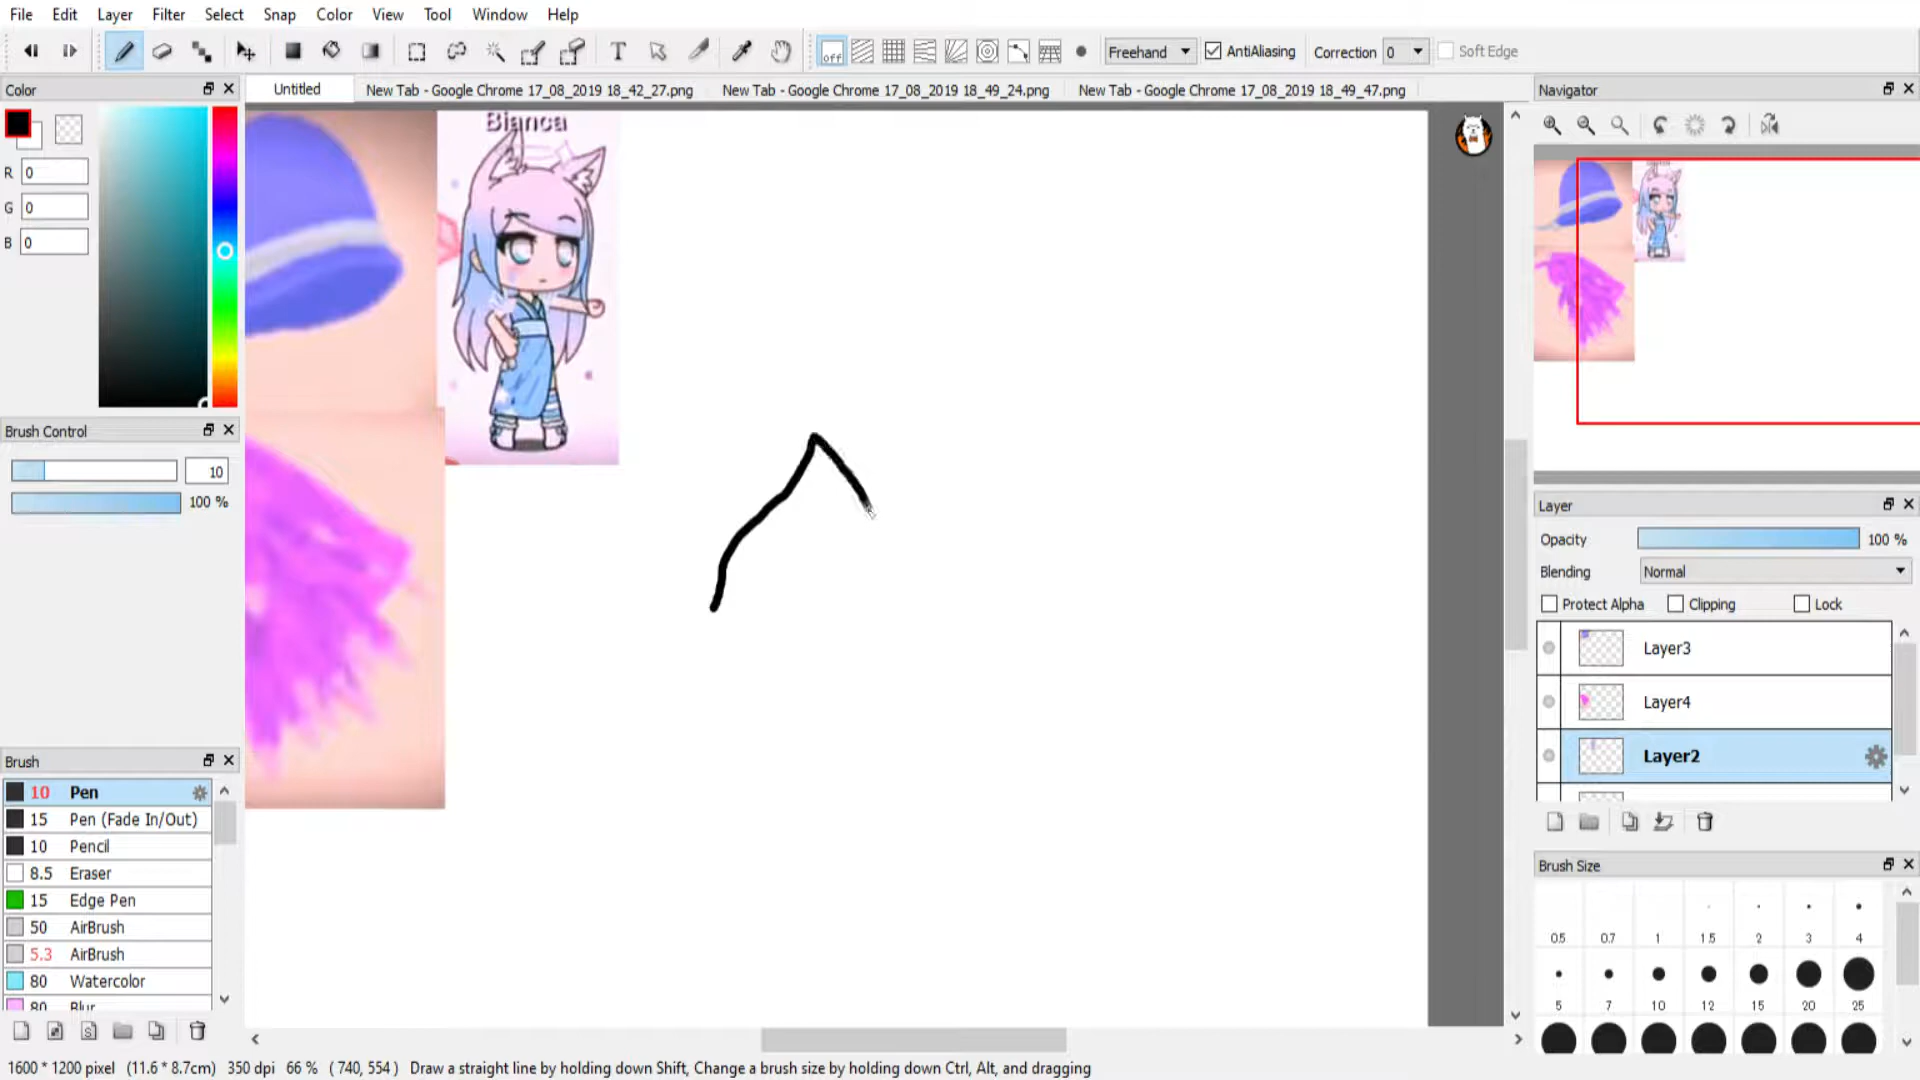 File Edit Layer Filter Select Snap Color View Tool Window Help
off Freehand AntiAliasing Correction 0 Soft Edge
Color
Untitled New Tab - Google Chrome 17_08_2019 18_42_27.png New Tab - Google Chrome 17_08_2019 18_49_24.png New Tab - Google Chrome 17_08_2019 18_49_47.png
Navigator
Bianca
R 0
G 0
B 0
Brush Control
10
100 %
Layer
Opacity 100 %
Blending Normal
Protect Alpha Clipping Lock
Layer3
Layer4
Layer2
Brush
10 Pen
15 Pen (Fade In/Out)
10 Pencil
8.5 Eraser
15 Edge Pen
50 AirBrush
5.3 AirBrush
80 Watercolor
80 Blur
Brush Size
0.5 0.7 1 1.5 2 3 4
5 7 10 12 15 20 25
1600 * 1200 pixel (11.6 * 8.7cm) 350 dpi 66 % ( 740, 554 ) Draw a straight line by holding down Shift, Change a brush size by holding down Ctrl, Alt, and dragging